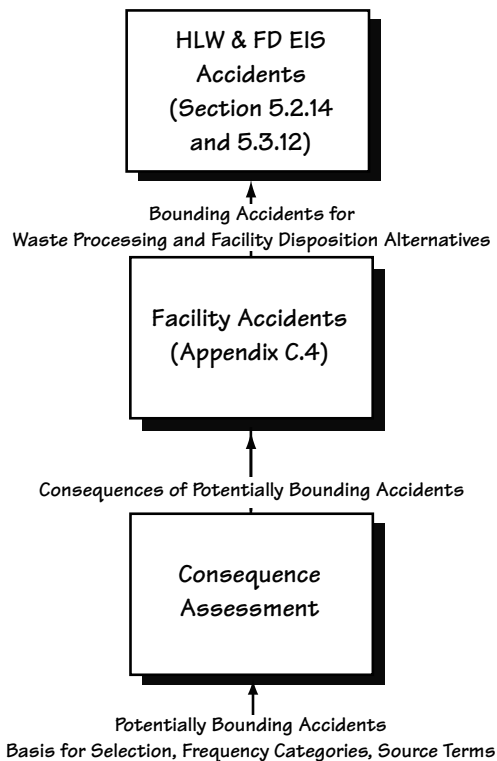 HLW & FD EIS
Accidents
(Section 5.2.14
and 5.3.12)
Bounding Accidents for
Waste Processing and Facility Disposition Alternatives
Facility Accidents
(Appendix C.4)
Consequences of Potentially Bounding Accidents
Consequence
Assessment
Potentially Bounding Accidents
Basis for Selection, Frequency Categories, Source Terms